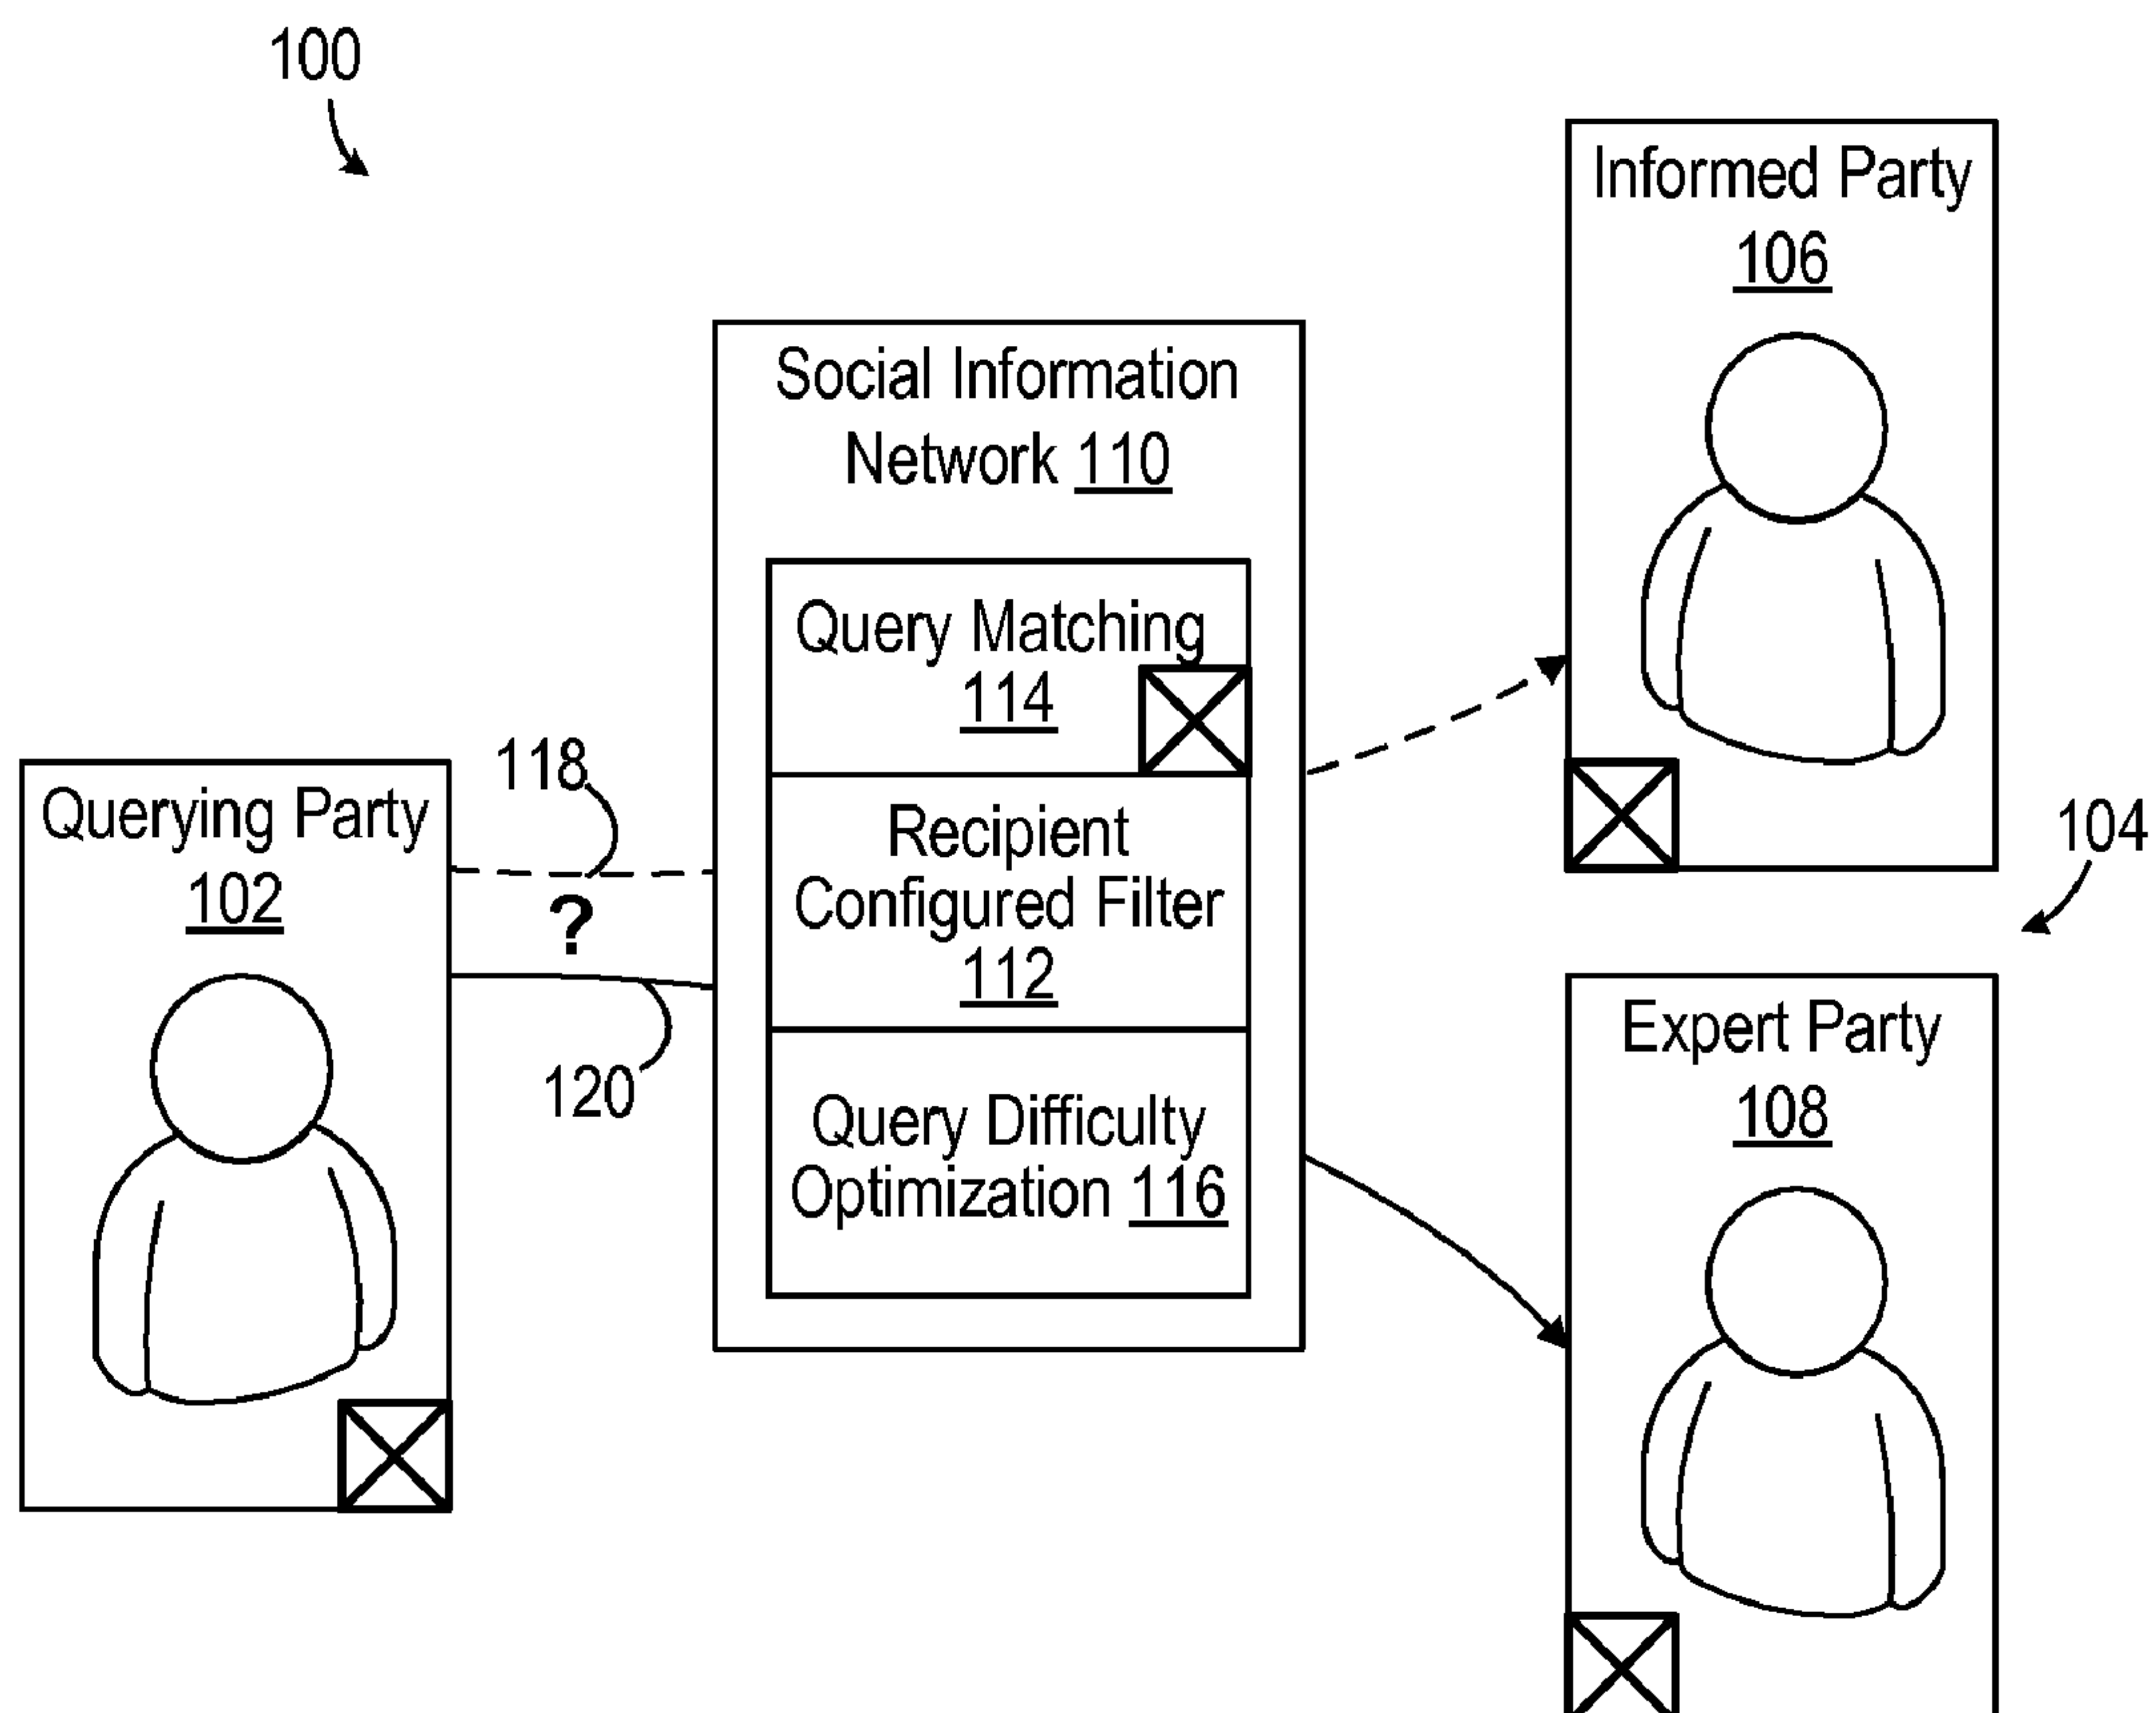 100
Informed Party
106
Social Information
Network 110
Query Matching
114
Recipient
Configured Filter
112
Query Difficulty
Optimization 116
Querying Party
102
118
?
120
104
Expert Party
108